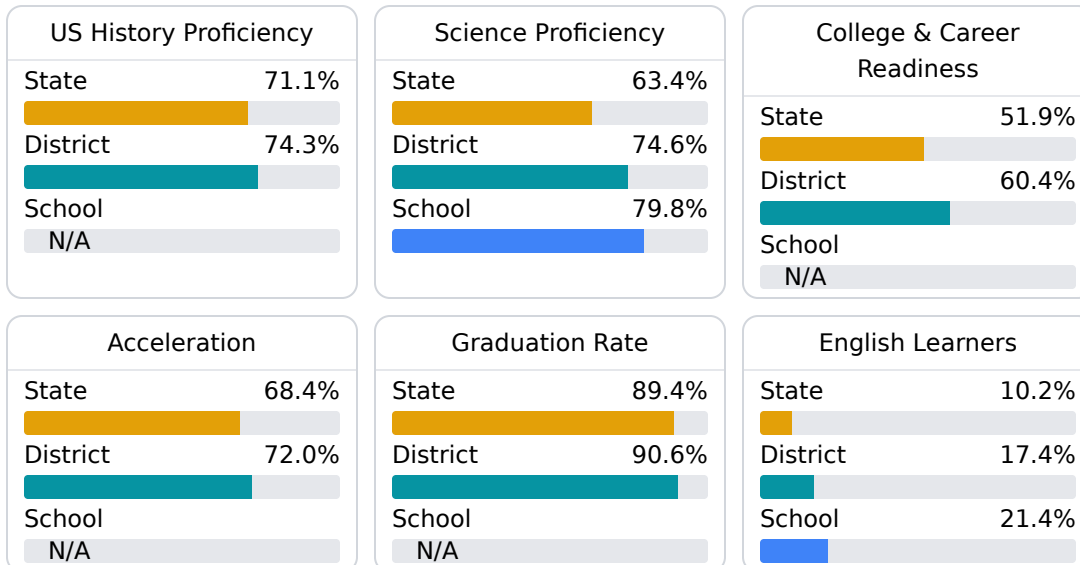 US History Proficiency
State 71.1%
District 74.3%
School
N/A
Science Proficiency
State 63.4%
District 74.6%
School 79.8%
College & Career
Readiness
State 51.9%
District 60.4%
School
N/A
Acceleration
State 68.4%
District 72.0%
School
N/A
Graduation Rate
State 89.4%
District 90.6%
School
N/A
English Learners
State 10.2%
District 17.4%
School 21.4%